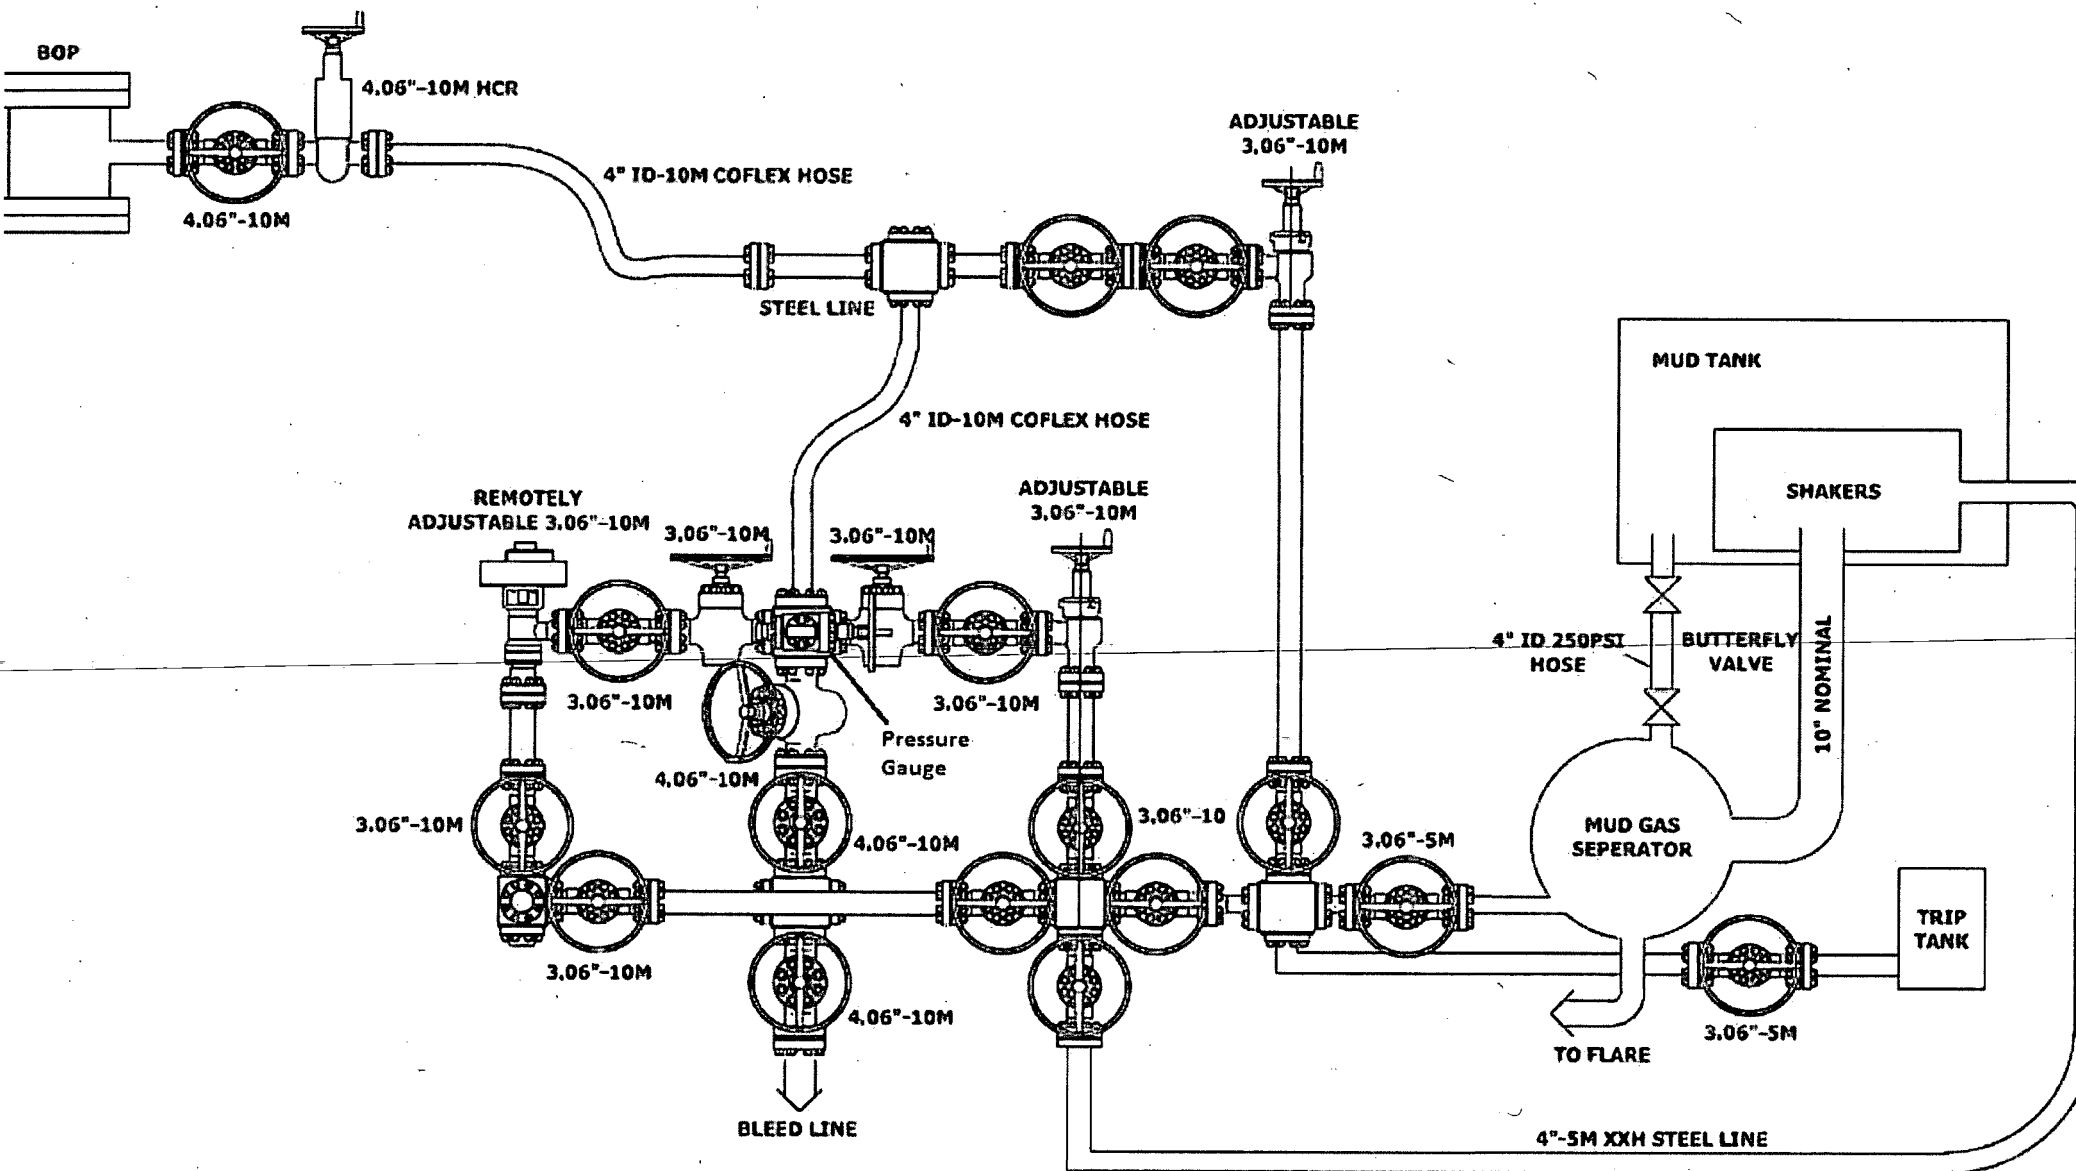 BOP
4.06"-10M HCR
4.06"-10M
4" ID-10M COFLEX HOSE
ADJUSTABLE
3.06"-10M
STEEL LINE
4" ID-10M COFLEX HOSE
MUD TANK
SHAKERS
REMOTELY
ADJUSTABLE 3.06"-10M
3.06"-10M
3.06"-10M
ADJUSTABLE
3.06"-10M
3.06"-10M
3.06"-10M
4" ID 250PSI
HOSE
BUTTERFLY
VALVE
10" NOMINAL
Pressure
Gauge
4.06"-10M
3.06"-10M
4.06"-10M
3.06"-10
3.06"-5M
MUD GAS
SEPERATOR
3.06"-10M
4.06"-10M
TRIP
TANK
3.06"-5M
TO FLARE
BLEED LINE
4"-5M XXH STEEL LINE